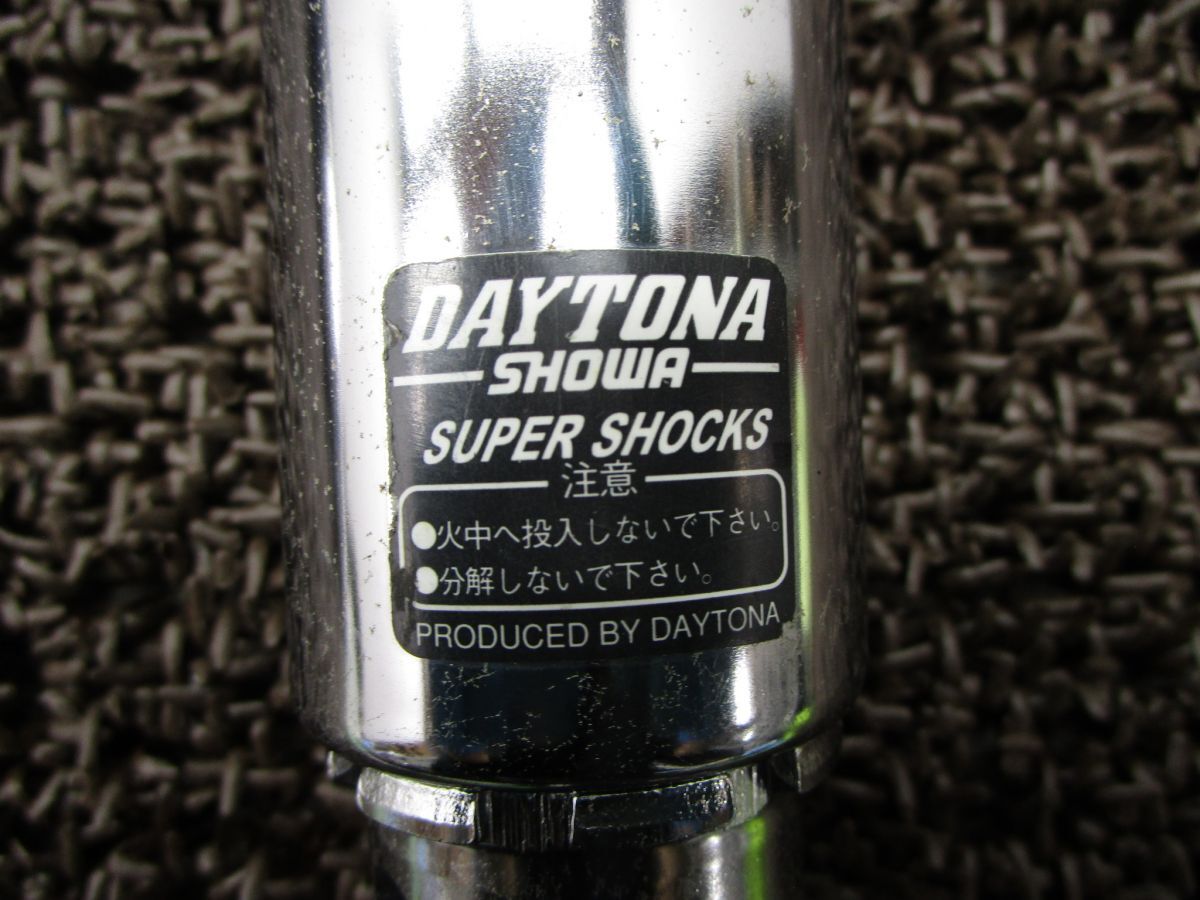 DAYTONA
SHOWA
SUPER SHOCKS
注意
●火中へ投入しないで下さい。
●分解しないで下さい。
PRODUCED BY DAYTONA